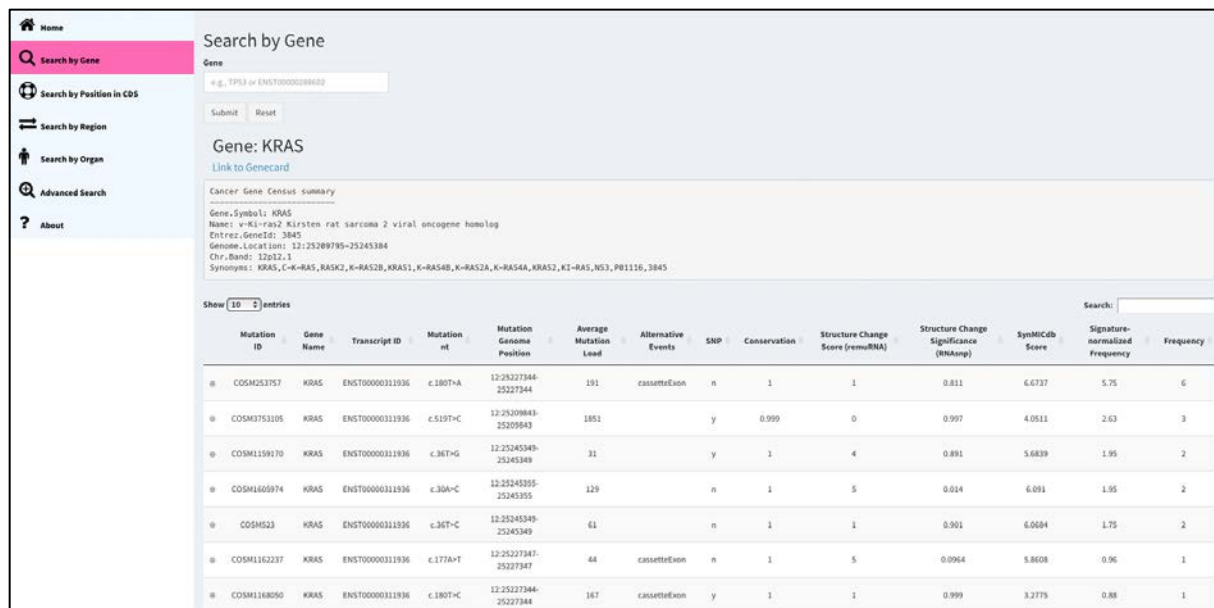 Home
Search by Gene
Search by Position in CDS
Search by Region
Search by Organ
Advanced Search
? About
Search by Gene
Gene
e.g., TP53 or ENST00000288602
Submit Reset
Gene: KRAS
Link to Genecard
Cancer Gene Census summary
--------------------------
Gene.Symbol: KRAS
Name: v-Ki-ras2 Kirsten rat sarcoma 2 viral oncogene homolog
Entrez.GeneId: 3845
Genome.Location: 12:25209795-25245384
Chr.Band: 12p12.1
Synonyms: KRAS,C-K-RAS,RASK2,K-RAS2B,KRAS1,K-RAS4B,K-RAS2A,K-RAS4A,KRAS2,KI-RAS,NS3,P01116,3845
Show 10 entries
Search:
Mutation ID Gene Name Transcript ID Mutation nt Mutation Genome Position Average Mutation Load Alternative Events SNP Conservation Structure Change Score (remuRNA) Structure Change Significance (RNAsnp) SynMICdb Score Signature-normalized Frequency Frequency
COSM253757 KRAS ENST00000311936 c.180T>A 12:25227344-25227344 191 cassetteExon n 1 1 0.811 6.6737 5.75 6
COSM3753105 KRAS ENST00000311936 c.519T>C 12:25209843-25209843 1851 y 0.999 0 0.997 4.0511 2.63 3
COSM1159170 KRAS ENST00000311936 c.36T>G 12:25245349-25245349 31 y 1 4 0.891 5.6839 1.95 2
COSM1605974 KRAS ENST00000311936 c.30A>C 12:25245355-25245355 129 n 1 5 0.014 6.091 1.95 2
COSM523 KRAS ENST00000311936 c.36T>C 12:25245349-25245349 61 n 1 1 0.901 6.0684 1.75 2
COSM1162237 KRAS ENST00000311936 c.177A>T 12:25227347-25227347 44 cassetteExon n 1 5 0.0964 5.8608 0.96 1
COSM1168050 KRAS ENST00000311936 c.180T>C 12:25227344-25227344 167 cassetteExon y 1 1 0.999 3.2775 0.88 1